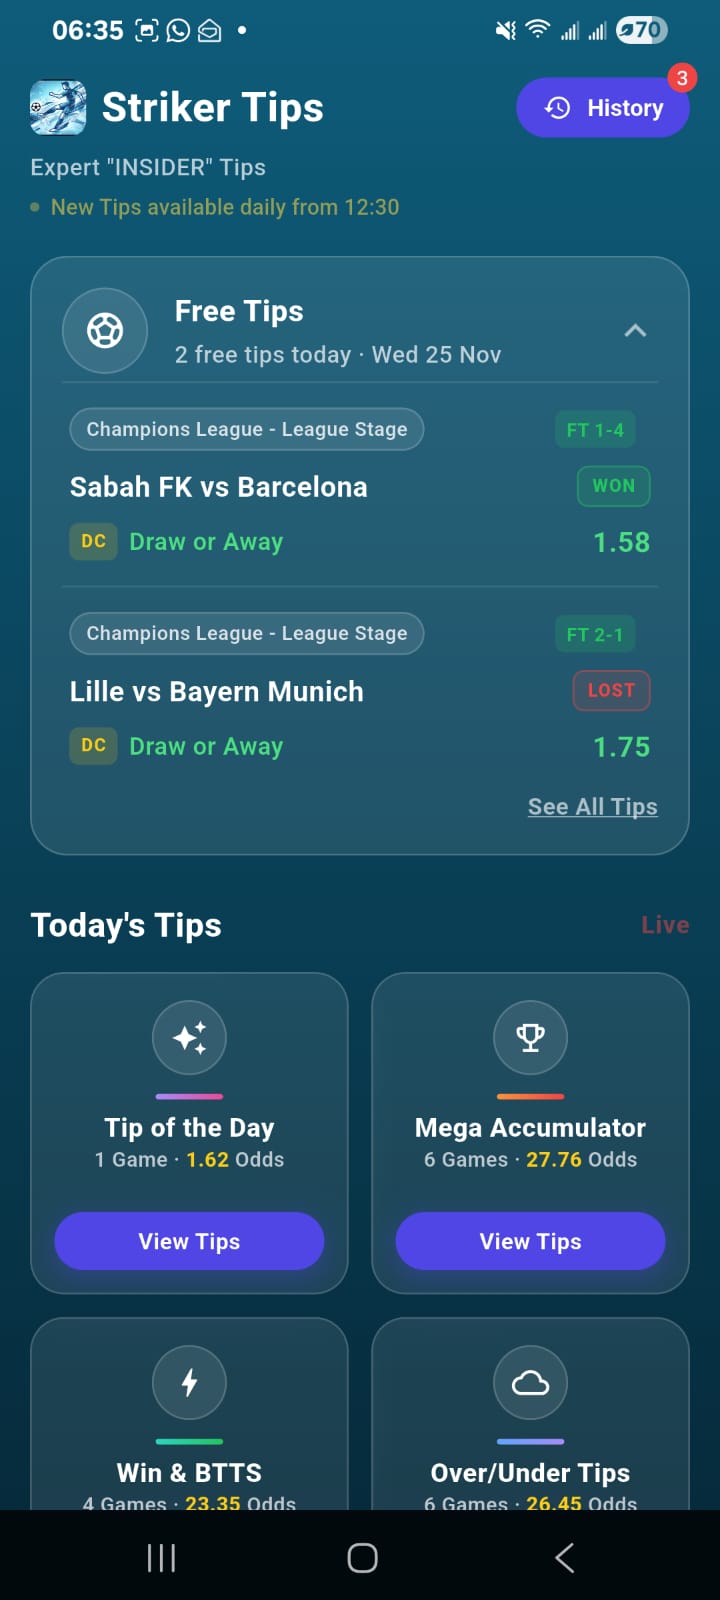 06:35
70
Striker Tips
History
3
Expert "INSIDER" Tips
New Tips available daily from 12:30
Free Tips
2 free tips today · Wed 25 Nov
Champions League - League Stage
FT 1-4
Sabah FK vs Barcelona
WON
DC
Draw or Away
1.58
Champions League - League Stage
FT 2-1
Lille vs Bayern Munich
LOST
DC
Draw or Away
1.75
See All Tips
Today's Tips
Live
Tip of the Day
1 Game · 1.62 Odds
View Tips
Mega Accumulator
6 Games · 27.76 Odds
View Tips
Win & BTTS
4 Games · 23.35 Odds
Over/Under Tips
6 Games · 26.45 Odds